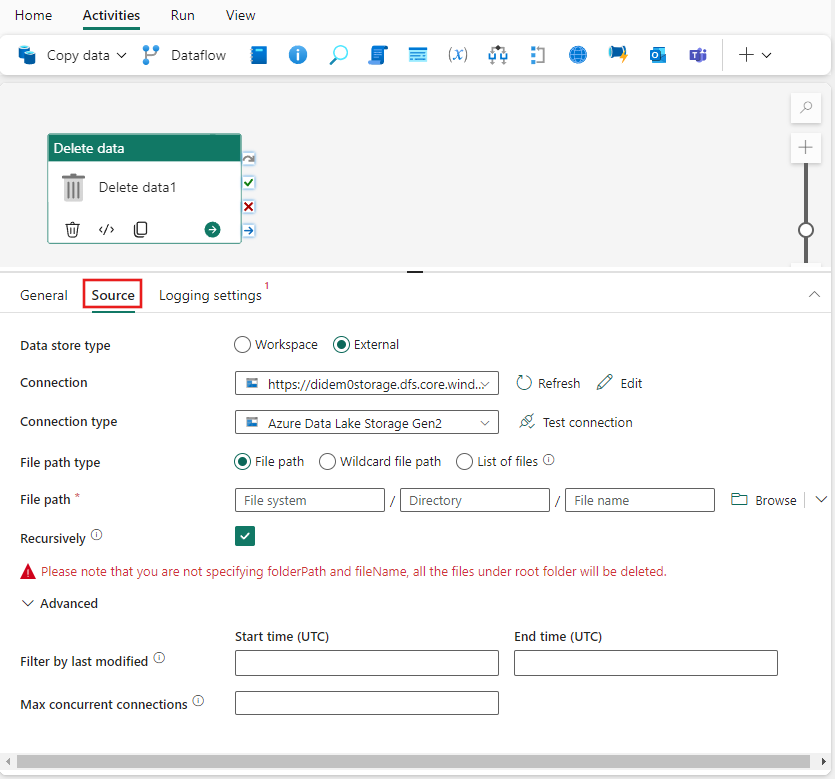 Home Activities Run View
Copy data Dataflow (x)
Delete data
Delete data1
General Source Logging settings 1
Data store type Workspace External
Connection https://didem0storage.dfs.core.wind... Refresh Edit
Connection type Azure Data Lake Storage Gen2 Test connection
File path type File path Wildcard file path List of files
File path * File system / Directory / File name Browse
Recursively
Please note that you are not specifying folderPath and fileName, all the files under root folder will be deleted.
Advanced
Start time (UTC) End time (UTC)
Filter by last modified
Max concurrent connections